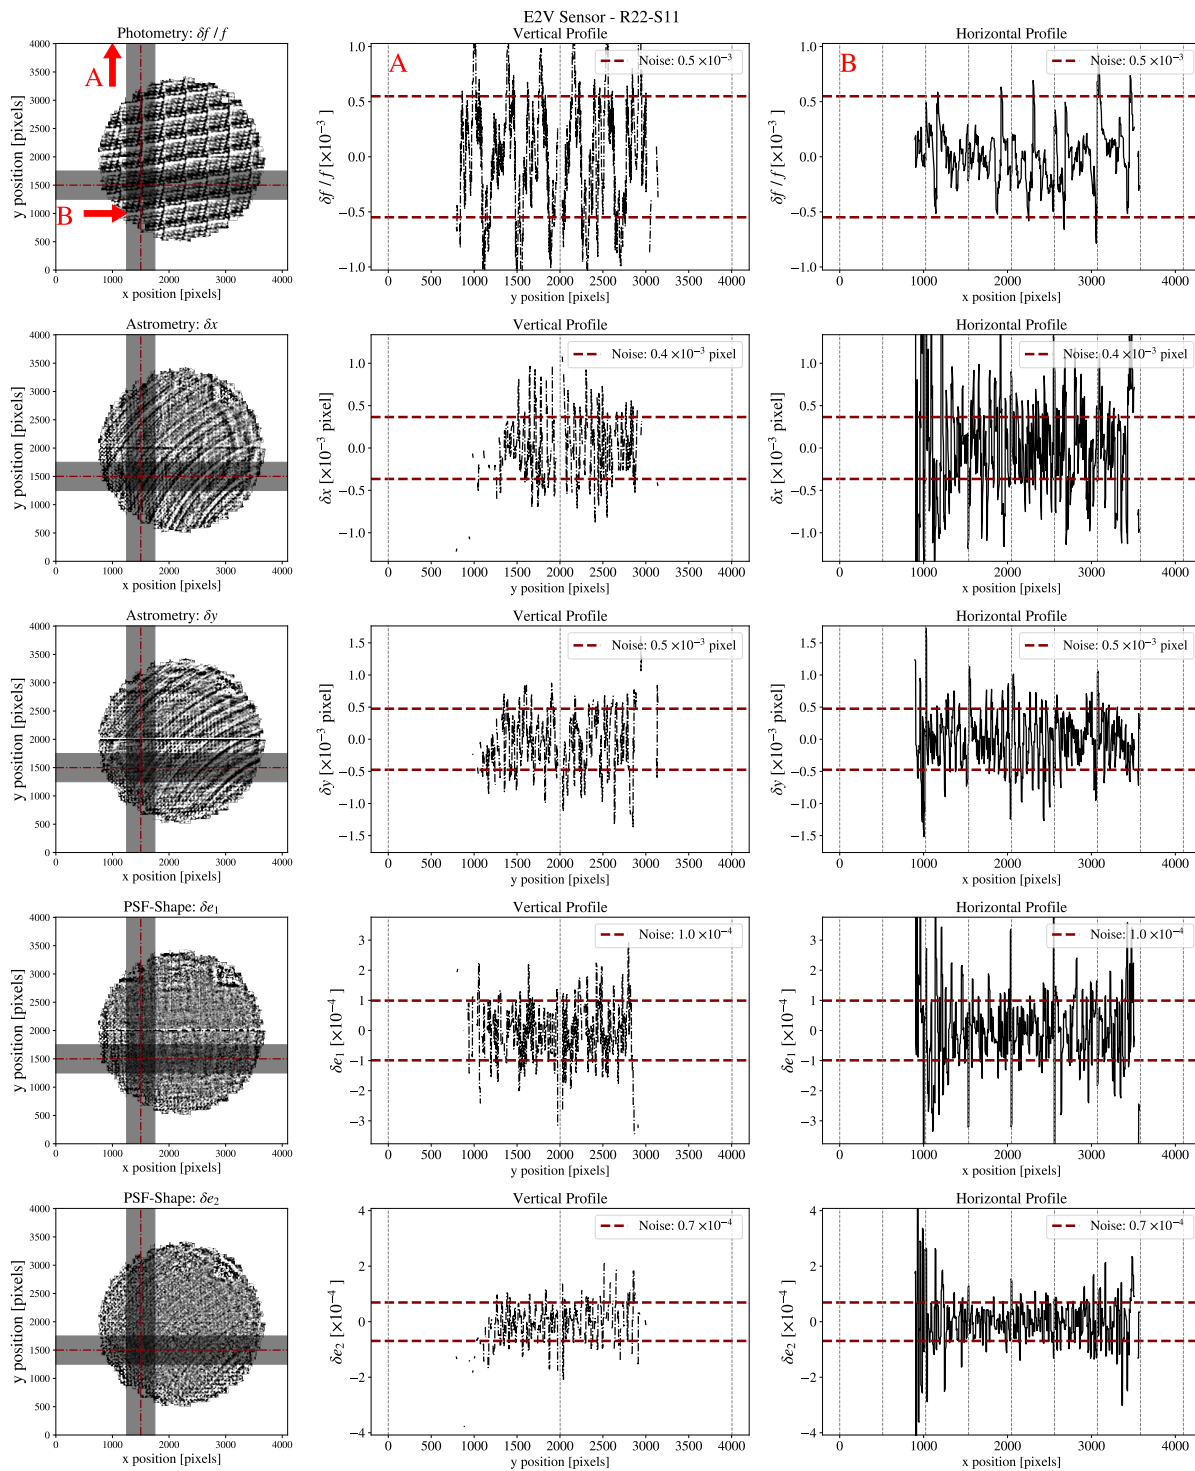 E2V Sensor - R22-S11
Photometry: δf / f
A
B
y position [pixels]
4000
3500
3000
2500
2000
1500
1000
500
0
0 1000 2000 3000 4000
x position [pixels]
Vertical Profile
A
Noise: 0.5 ×10⁻³
δf / f [×10⁻³]
1.0
0.5
0.0
−0.5
−1.0
0 500 1000 1500 2000 2500 3000 3500 4000
y position [pixels]
Horizontal Profile
B
Noise: 0.5 ×10⁻³
δf / f [×10⁻³]
1.0
0.5
0.0
−0.5
−1.0
0 1000 2000 3000 4000
x position [pixels]
Astrometry: δx
y position [pixels]
4000
3500
3000
2500
2000
1500
1000
500
0
0 1000 2000 3000 4000
x position [pixels]
Vertical Profile
Noise: 0.4 ×10⁻³ pixel
δx [×10⁻³ pixel]
1.0
0.5
0.0
−0.5
−1.0
0 500 1000 1500 2000 2500 3000 3500 4000
y position [pixels]
Horizontal Profile
Noise: 0.4 ×10⁻³ pixel
δx [×10⁻³ pixel]
1.0
0.5
0.0
−0.5
−1.0
0 1000 2000 3000 4000
x position [pixels]
Astrometry: δy
y position [pixels]
4000
3500
3000
2500
2000
1500
1000
500
0
0 1000 2000 3000 4000
x position [pixels]
Vertical Profile
Noise: 0.5 ×10⁻³ pixel
δy [×10⁻³ pixel]
1.5
1.0
0.5
0.0
−0.5
−1.0
−1.5
0 500 1000 1500 2000 2500 3000 3500 4000
y position [pixels]
Horizontal Profile
Noise: 0.5 ×10⁻³ pixel
δy [×10⁻³ pixel]
1.5
1.0
0.5
0.0
−0.5
−1.0
−1.5
0 1000 2000 3000 4000
x position [pixels]
PSF-Shape: δe₁
y position [pixels]
4000
3500
3000
2500
2000
1500
1000
500
0
0 1000 2000 3000 4000
x position [pixels]
Vertical Profile
Noise: 1.0 ×10⁻⁴
δe₁ [×10⁻⁴ ]
3
2
1
0
−1
−2
−3
0 500 1000 1500 2000 2500 3000 3500 4000
y position [pixels]
Horizontal Profile
Noise: 1.0 ×10⁻⁴
δe₁ [×10⁻⁴ ]
3
2
1
0
−1
−2
−3
0 1000 2000 3000 4000
x position [pixels]
PSF-Shape: δe₂
y position [pixels]
4000
3500
3000
2500
2000
1500
1000
500
0
0 1000 2000 3000 4000
x position [pixels]
Vertical Profile
Noise: 0.7 ×10⁻⁴
δe₂ [×10⁻⁴ ]
4
2
0
−2
−4
0 500 1000 1500 2000 2500 3000 3500 4000
y position [pixels]
Horizontal Profile
Noise: 0.7 ×10⁻⁴
δe₂ [×10⁻⁴ ]
4
2
0
−2
−4
0 1000 2000 3000 4000
x position [pixels]